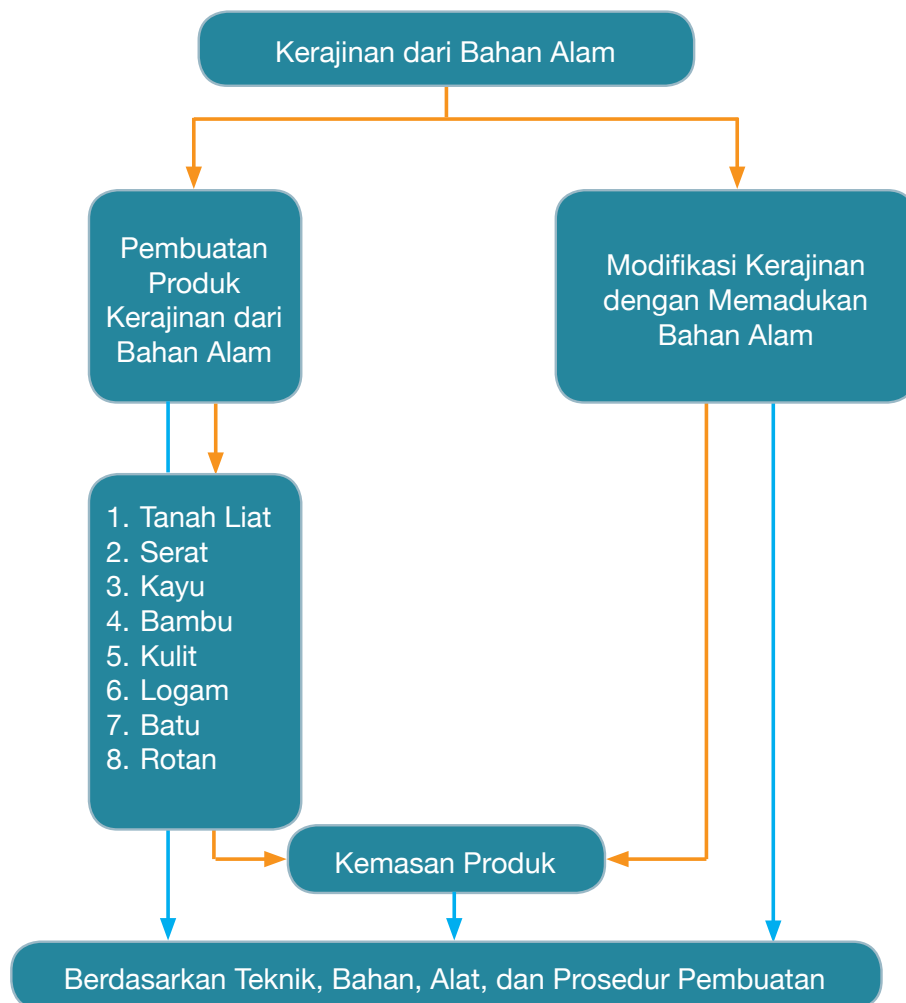 Kerajinan dari Bahan Alam
Pembuatan
Produk
Kerajinan dari
Bahan Alam
Modifikasi Kerajinan
dengan Memadukan
Bahan Alam
1. Tanah Liat
2. Serat
3. Kayu
4. Bambu
5. Kulit
6. Logam
7. Batu
8. Rotan
Kemasan Produk
Berdasarkan Teknik, Bahan, Alat, dan Prosedur Pembuatan